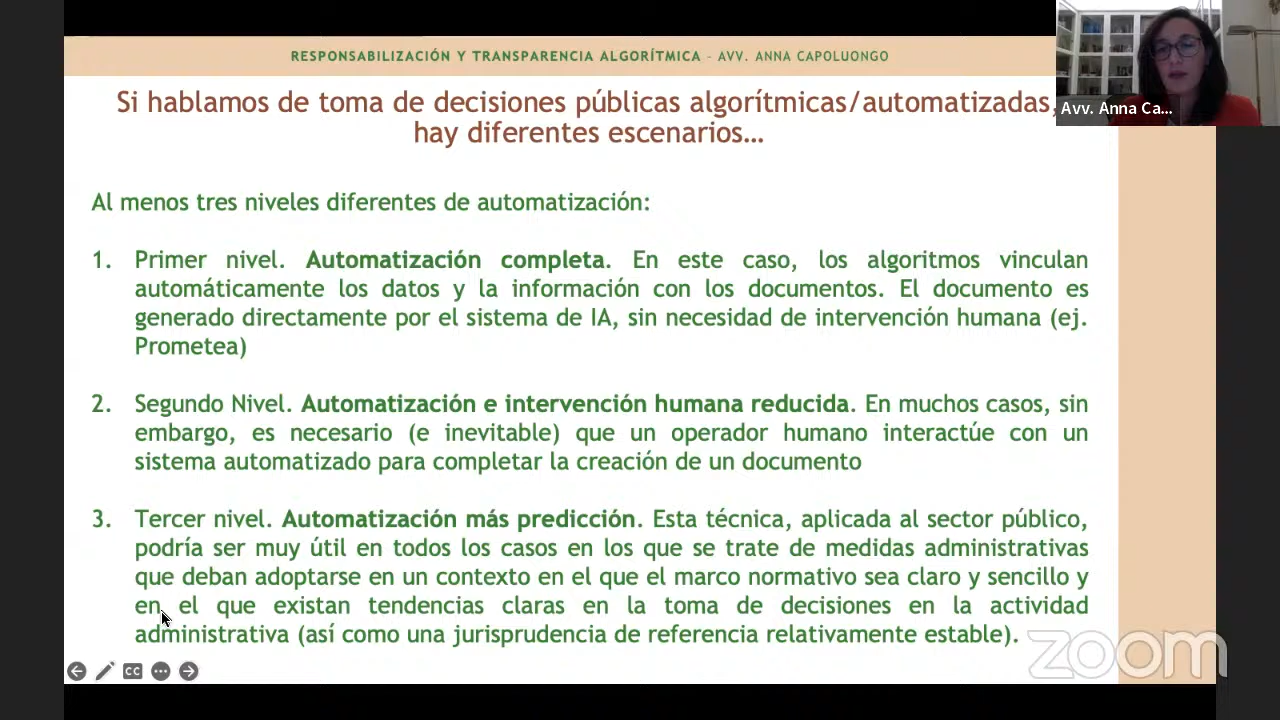 RESPONSABILIZACIÓN Y TRANSPARENCIA ALGORÍTMICA - AVV. ANNA CAPOLUONGO
Avv. Anna Ca...
Si hablamos de toma de decisiones públicas algorítmicas/automatizadas,
hay diferentes escenarios...
Al menos tres niveles diferentes de automatización:
1. Primer nivel. Automatización completa. En este caso, los algoritmos vinculan
automáticamente los datos y la información con los documentos. El documento es
generado directamente por el sistema de IA, sin necesidad de intervención humana (ej.
Prometea)
2. Segundo Nivel. Automatización e intervención humana reducida. En muchos casos, sin
embargo, es necesario (e inevitable) que un operador humano interactúe con un
sistema automatizado para completar la creación de un documento
3. Tercer nivel. Automatización más predicción. Esta técnica, aplicada al sector público,
podría ser muy útil en todos los casos en los que se trate de medidas administrativas
que deban adoptarse en un contexto en el que el marco normativo sea claro y sencillo y
en el que existan tendencias claras en la toma de decisiones en la actividad
administrativa (así como una jurisprudencia de referencia relativamente estable).
CC
zoom